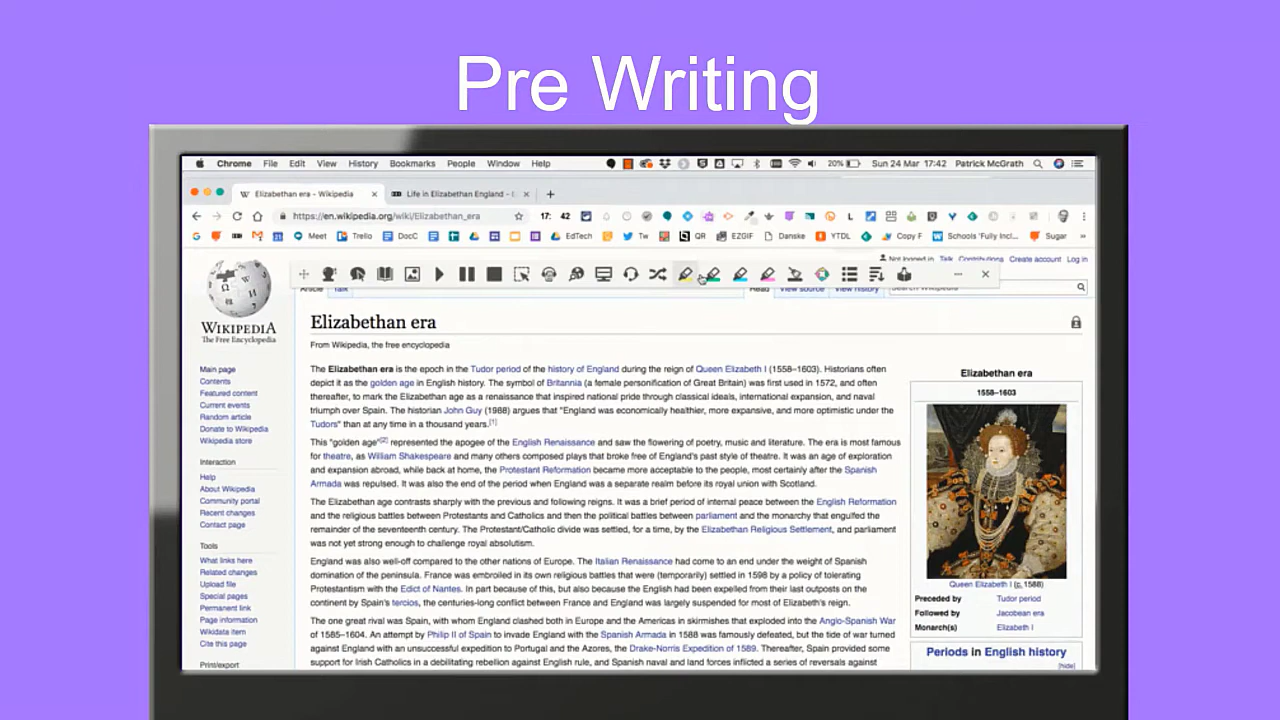 Pre Writing
Chrome File Edit View History Bookmarks People Window Help 20% Sun 24 Mar 17:42 Patrick McGrath
Elizabethan era - Wikipedia
Life in Elizabethan England -
https://en.wikipedia.org/wiki/Elizabethan_era 17: 42
Meet Trello DocC EdTech Tw QR EZGIF Danske YTDL Copy F Schools 'Fully Incl... Sugar
Not logged in Talk Contributions Create account Log in
Article Talk Read View source View history Search Wikipedia
WIKIPEDIA
The Free Encyclopedia
Main page
Contents
Featured content
Current events
Random article
Donate to Wikipedia
Wikipedia store
Interaction
Help
About Wikipedia
Community portal
Recent changes
Contact page
Tools
What links here
Related changes
Upload file
Special pages
Permanent link
Page information
Wikidata item
Cite this page
Print/export
Elizabethan era
From Wikipedia, the free encyclopedia
The Elizabethan era is the epoch in the Tudor period of the history of England during the reign of Queen Elizabeth I (1558–1603). Historians often
depict it as the golden age in English history. The symbol of Britannia (a female personification of Great Britain) was first used in 1572, and often
thereafter, to mark the Elizabethan age as a renaissance that inspired national pride through classical ideals, international expansion, and naval
triumph over Spain. The historian John Guy (1988) argues that "England was economically healthier, more expansive, and more optimistic under the
Tudors" than at any time in a thousand years.[1]
This "golden age"[2] represented the apogee of the English Renaissance and saw the flowering of poetry, music and literature. The era is most famous
for theatre, as William Shakespeare and many others composed plays that broke free of England's past style of theatre. It was an age of exploration
and expansion abroad, while back at home, the Protestant Reformation became more acceptable to the people, most certainly after the Spanish
Armada was repulsed. It was also the end of the period when England was a separate realm before its royal union with Scotland.
The Elizabethan age contrasts sharply with the previous and following reigns. It was a brief period of internal peace between the English Reformation
and the religious battles between Protestants and Catholics and then the political battles between parliament and the monarchy that engulfed the
remainder of the seventeenth century. The Protestant/Catholic divide was settled, for a time, by the Elizabethan Religious Settlement, and parliament
was not yet strong enough to challenge royal absolutism.
England was also well-off compared to the other nations of Europe. The Italian Renaissance had come to an end under the weight of Spanish
domination of the peninsula. France was embroiled in its own religious battles that were (temporarily) settled in 1598 by a policy of tolerating
Protestantism with the Edict of Nantes. In part because of this, but also because the English had been expelled from their last outposts on the
continent by Spain's tercios, the centuries-long conflict between France and England was largely suspended for most of Elizabeth's reign.
The one great rival was Spain, with whom England clashed both in Europe and the Americas in skirmishes that exploded into the Anglo-Spanish War
of 1585–1604. An attempt by Philip II of Spain to invade England with the Spanish Armada in 1588 was famously defeated, but the tide of war turned
against England with an unsuccessful expedition to Portugal and the Azores, the Drake-Norris Expedition of 1589. Thereafter, Spain provided some
support for Irish Catholics in a debilitating rebellion against English rule, and Spanish naval and land forces inflicted a series of reversals against
Elizabethan era
1558–1603
Queen Elizabeth I (c. 1588)
Preceded by Tudor period
Followed by Jacobean era
Monarch(s) Elizabeth I
Periods in English history
[hide]